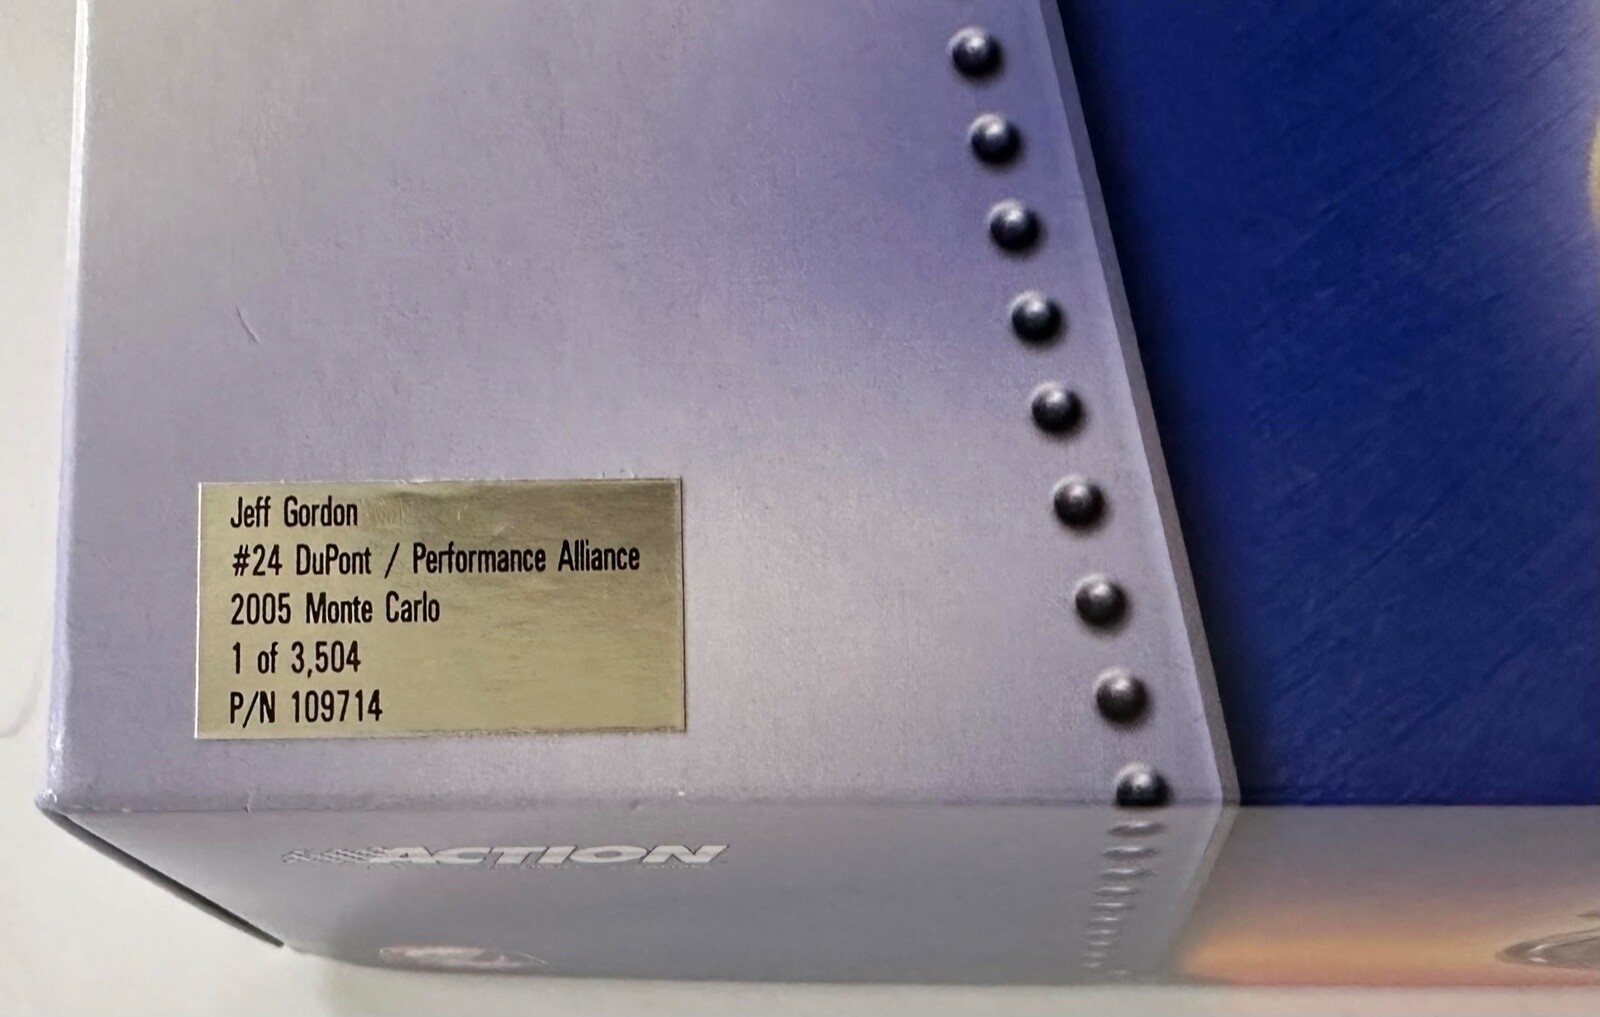 Jeff Gordon
#24 DuPont / Performance Alliance
2005 Monte Carlo
1 of 3,504
P/N 109714
ACTION